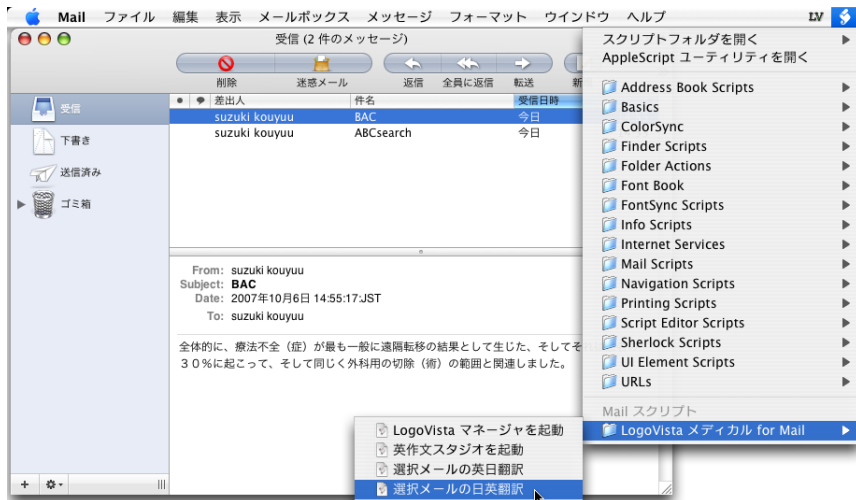 Mail ファイル 編集 表示 メールボックス メッセージ フォーマット ウインドウ ヘルプ LV
受信 (2 件のメッセージ)
削除 迷惑メール 返信 全員に返信 転送 新
受信
下書き
送信済み
ゴミ箱
差出人 件名 受信日時
suzuki kouyuu BAC 今日
suzuki kouyuu ABCsearch 今日
From: suzuki kouyuu
Subject: BAC
Date: 2007年10月6日 14:55:17:JST
To: suzuki kouyuu
全体的に、療法不全（症）が最も一般に遠隔転移の結果として生じた、そしてそ
３０％に起こって、そして同じく外科用の切除（術）の範囲と関連しました。
スクリプトフォルダを開く
AppleScript ユーティリティを開く
Address Book Scripts
Basics
ColorSync
Finder Scripts
Folder Actions
Font Book
FontSync Scripts
Info Scripts
Internet Services
Mail Scripts
Navigation Scripts
Printing Scripts
Script Editor Scripts
Sherlock Scripts
UI Element Scripts
URLs
Mail スクリプト
LogoVista メディカル for Mail
LogoVista マネージャを起動
英作文スタジオを起動
選択メールの英日翻訳
選択メールの日英翻訳